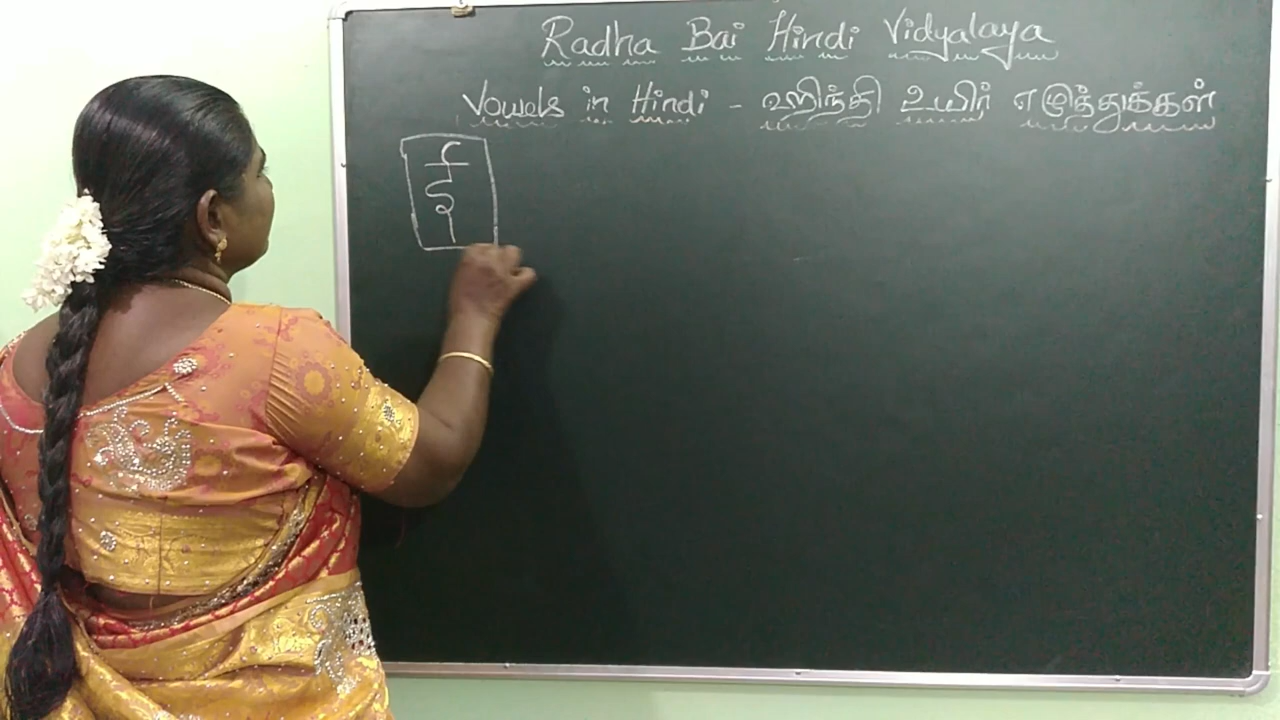 Radha Bai Hindi Vidyalaya
Vowels in Hindi - ஹிந்தி உயிர் எழுத்துக்கள்
ई